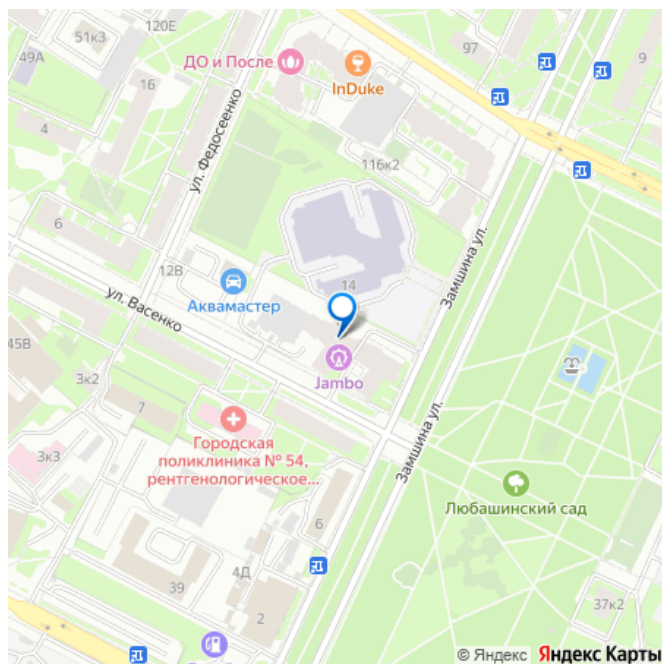 120Е
51к3
49А
ДО и После
InDuke
97
9
16
4
ул. Федосеенко
116к2
6
Замшина ул.
12В
14
Аквамастер
ул. Васенко
45В
Jambo
3к2
7
Замшина ул.
Городская
поликлиника № 54,
рентгенологическое...
3к3
Любашинский сад
6
4Д
39
2
37к2
© Яндекс Яндекс Карты